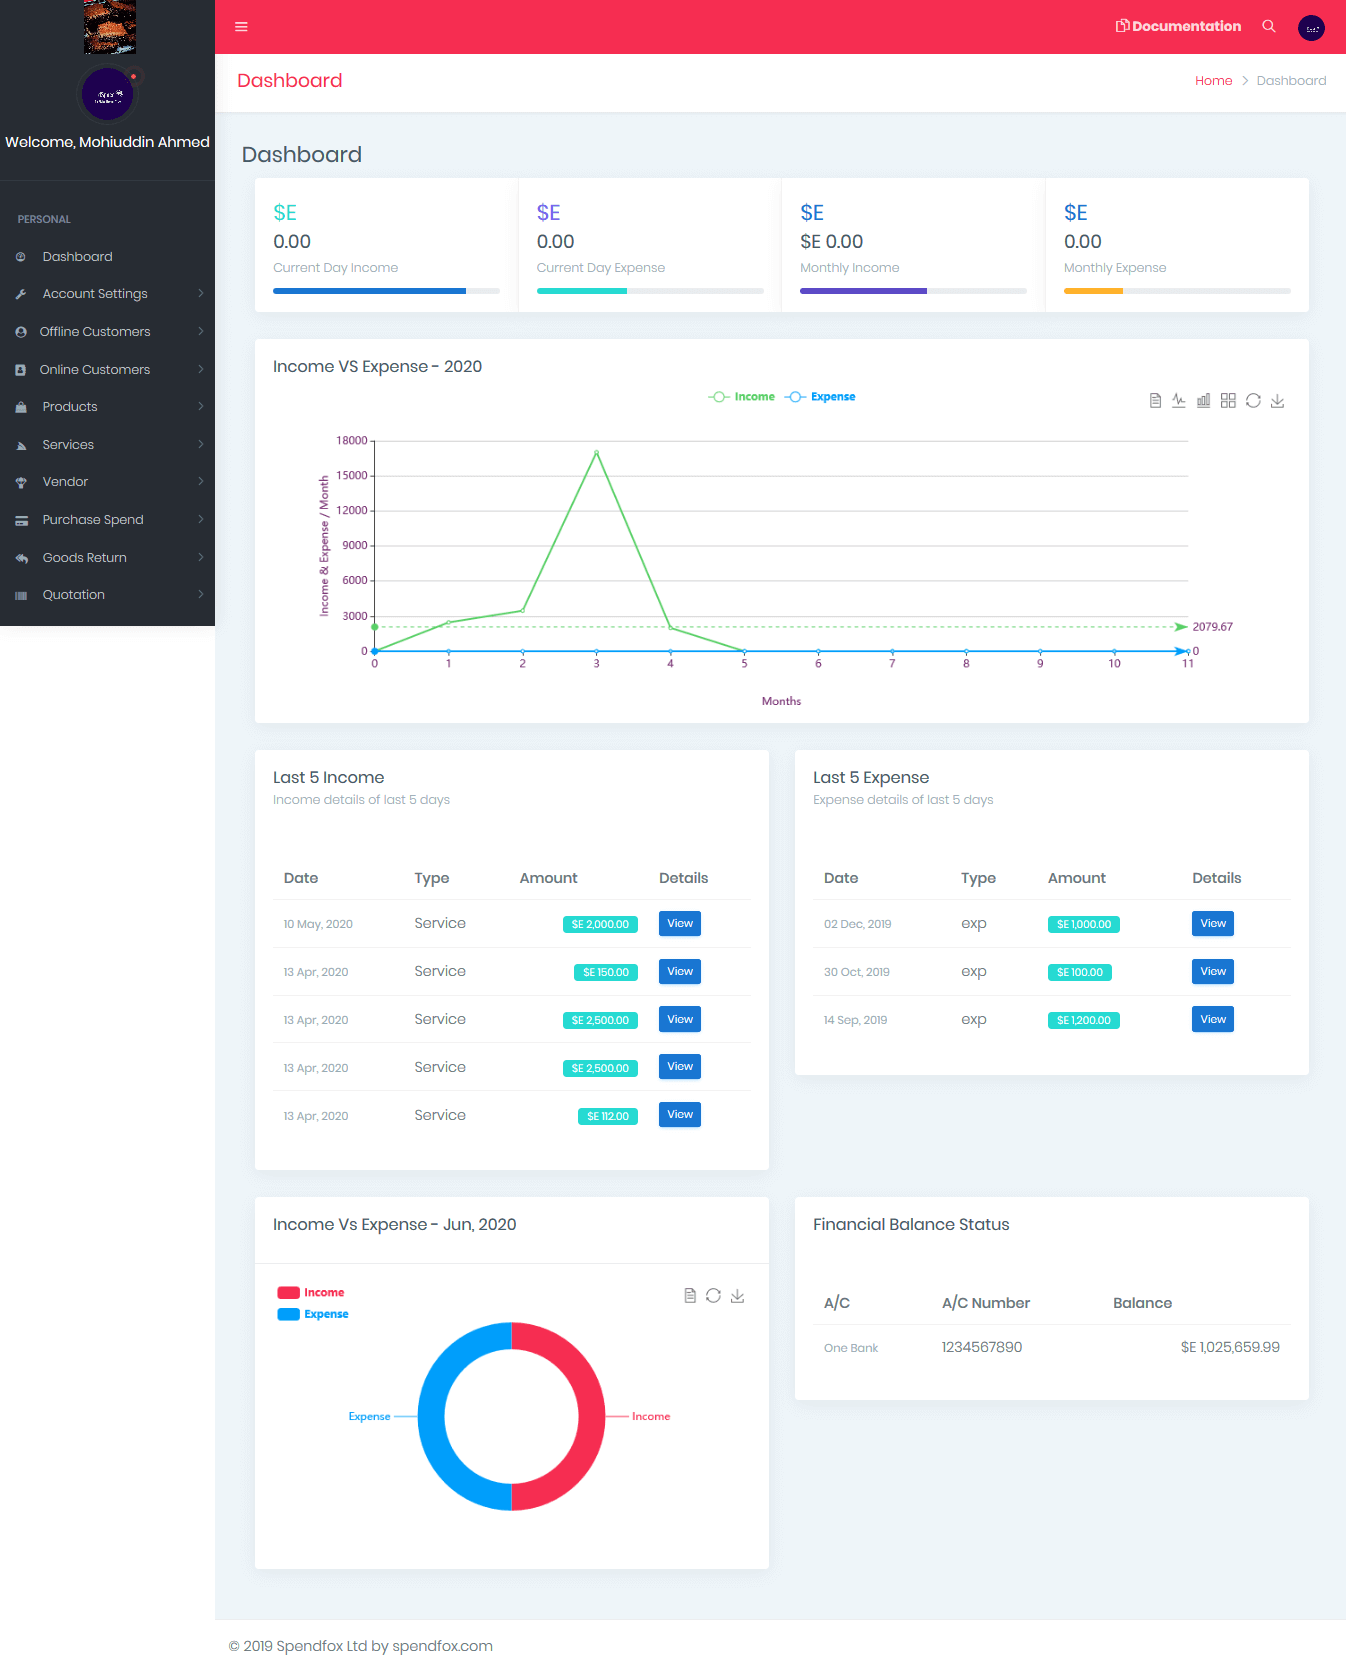 Documentation
Dashboard
Home > Dashboard
Welcome, Mohiuddin Ahmed
PERSONAL
Dashboard
Account Settings
Offline Customers
Online Customers
Products
Services
Vendor
Purchase Spend
Goods Return
Quotation
Dashboard
$E $E $E $E
0.00 0.00 $E 0.00 0.00
Current Day Income Current Day Expense Monthly Income Monthly Expense
Income VS Expense - 2020
Income Expense
Income & Expense / Month
18000
15000
12000
9000
6000
3000
2079.67
0 0
0 1 2 3 4 5 6 7 8 9 10 11
Months
Last 5 Income
Income details of last 5 days
Date Type Amount Details
10 May, 2020 Service $E 2,000.00 View
13 Apr, 2020 Service $E 150.00 View
13 Apr, 2020 Service $E 2,500.00 View
13 Apr, 2020 Service $E 2,500.00 View
13 Apr, 2020 Service $E 112.00 View
Last 5 Expense
Expense details of last 5 days
Date Type Amount Details
02 Dec, 2019 exp $E 1,000.00 View
30 Oct, 2019 exp $E 100.00 View
14 Sep, 2019 exp $E 1,200.00 View
Income Vs Expense - Jun, 2020
Income
Expense
Expense Income
Financial Balance Status
A/C A/C Number Balance
One Bank 1234567890 $E 1,025,659.99
© 2019 Spendfox Ltd by spendfox.com